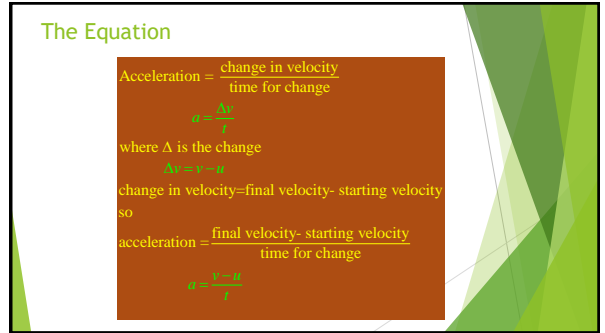 The Equation
Acceleration = change in velocity / time for change
a = Δv / t
where Δ is the change
Δv = v − u
change in velocity=final velocity- starting velocity
so
acceleration = final velocity- starting velocity / time for change
a = v − u / t